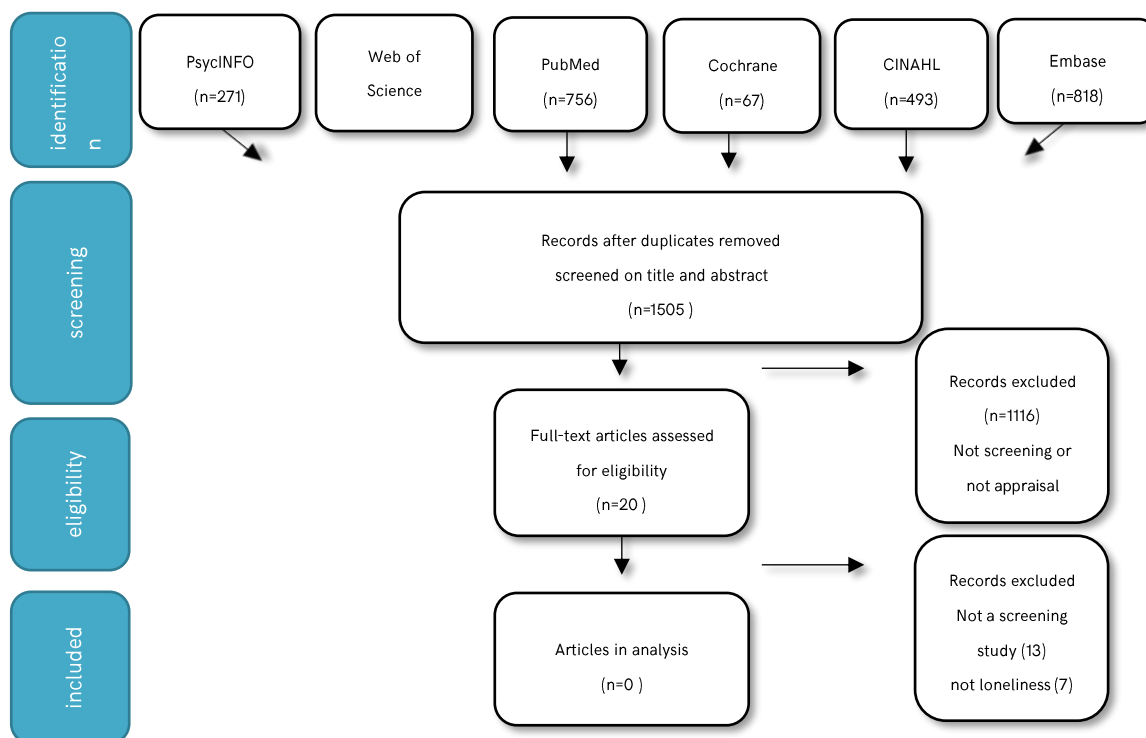 identificatio
n
PsycINFO
(n=271)
Web of
Science
PubMed
(n=756)
Cochrane
(n=67)
CINAHL
(n=493)
Embase
(n=818)
screening
Records after duplicates removed
screened on title and abstract
(n=1505 )
Records excluded
(n=1116)
Not screening or
not appraisal
eligibility
Full-text articles assessed
for eligibility
(n=20 )
Records excluded
Not a screening
study (13)
not loneliness (7)
included
Articles in analysis
(n=0 )